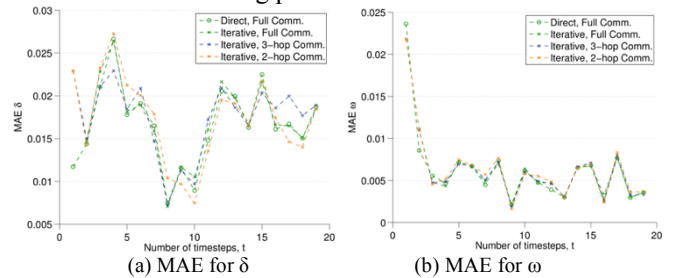 0.03
0.025
0.02
0.015
0.01
0.005
MAE δ
Direct, Full Comm.
Iterative, Full Comm.
Iterative, 3-hop Comm.
Iterative, 2-hop Comm.
0 5 10 15 20
Number of timesteps, t
(a) MAE for δ
0.025
0.02
0.015
0.01
0.005
0
MAE ω
Direct, Full Comm.
Iterative, Full Comm.
Iterative, 3-hop Comm.
Iterative, 2-hop Comm.
0 5 10 15 20
Number of timesteps, t
(b) MAE for ω